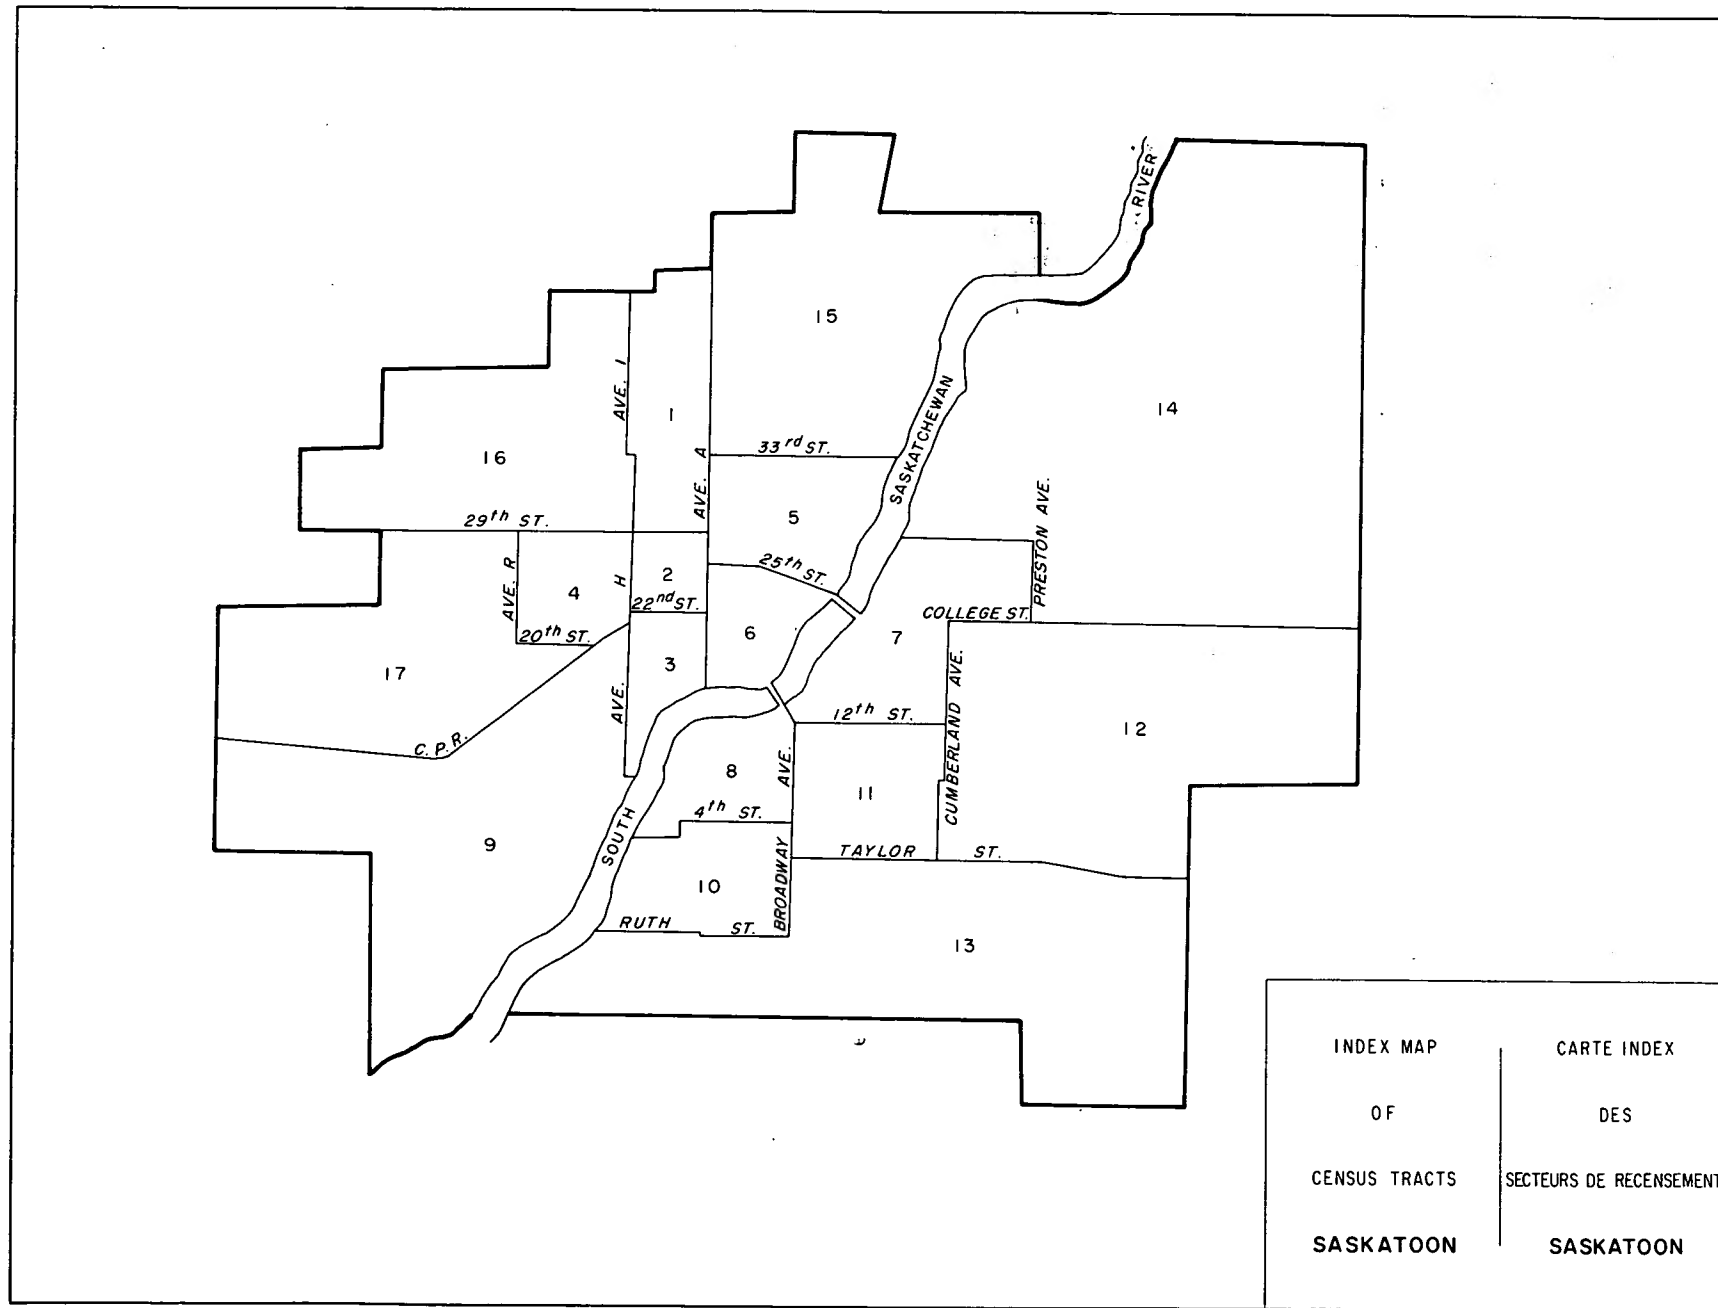 RIVER
15
AVE. I
1
14
SASKATCHEWAN
33rd ST.
AVE. A
16
29th ST.
5
PRESTON AVE.
25th ST.
AVE. R
4
AVE. H
2
22nd ST.
COLLEGE ST.
20th ST.
6
7
3
17
CUMBERLAND AVE.
12th ST.
12
C.P.R.
8
11
4th ST.
SOUTH
9
BROADWAY AVE.
TAYLOR ST.
10
RUTH ST.
13
INDEX MAP
OF
CENSUS TRACTS
SASKATOON
CARTE INDEX
DES
SECTEURS DE RECENSEMENT
SASKATOON